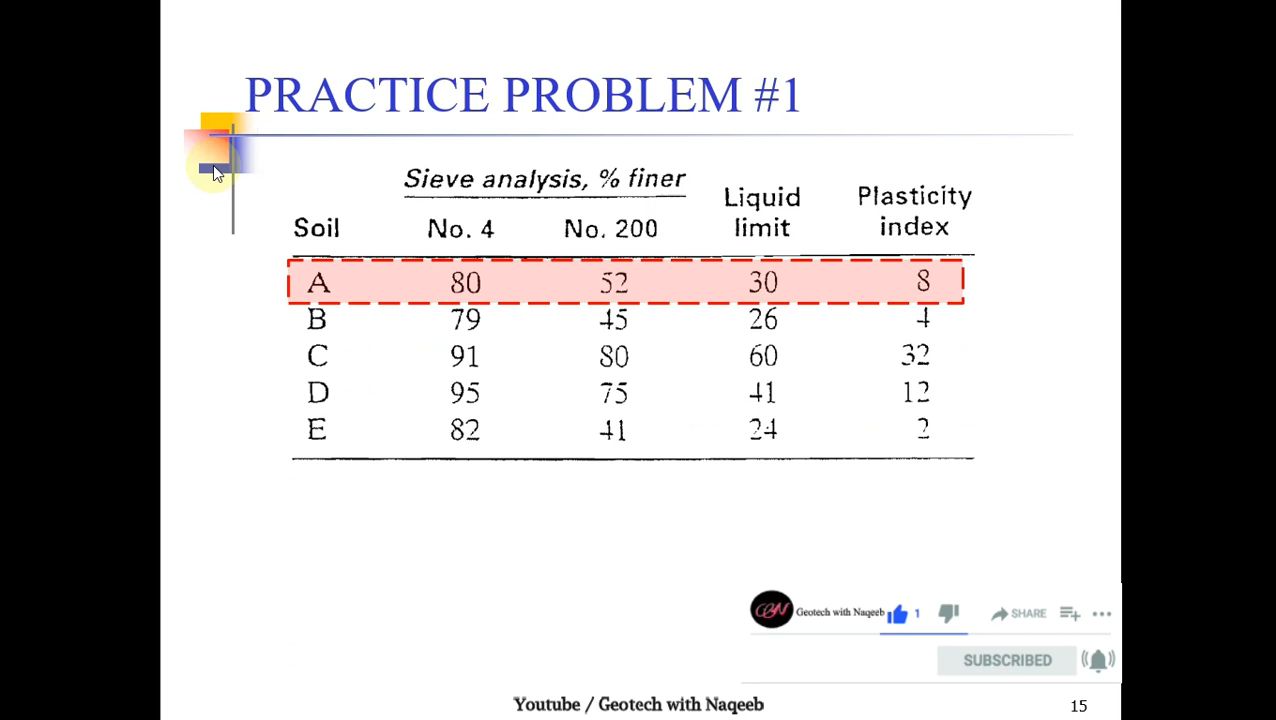 PRACTICE PROBLEM #1
Sieve analysis, % finer
Soil No. 4 No. 200 Liquid limit Plasticity index
A 80 52 30 8
B 79 45 26 4
C 91 80 60 32
D 95 75 41 12
E 82 41 24 2
Geotech with Naqeeb 1 SHARE
SUBSCRIBED
Youtube / Geotech with Naqeeb
15